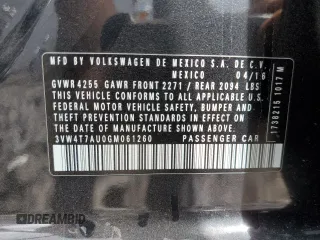 MFD BY VOLKSWAGEN DE MEXICO S.A. DE C.V.
MEXICO 04/16
GVWR 4255 GAWR FRONT 2271 / REAR 2094 LBS
THIS VEHICLE CONFORMS TO ALL APPLICABLE U.S.
FEDERAL MOTOR VEHICLE SAFETY, BUMPER AND
THEFT PREVENTION STANDARDS IN EFFECT ON THE
DATE OF MANUFACTURE SHOWN ABOVE
3VW4T7AU0GM061260 PASSENGER CAR
1738215 1017 M
DREAMBID